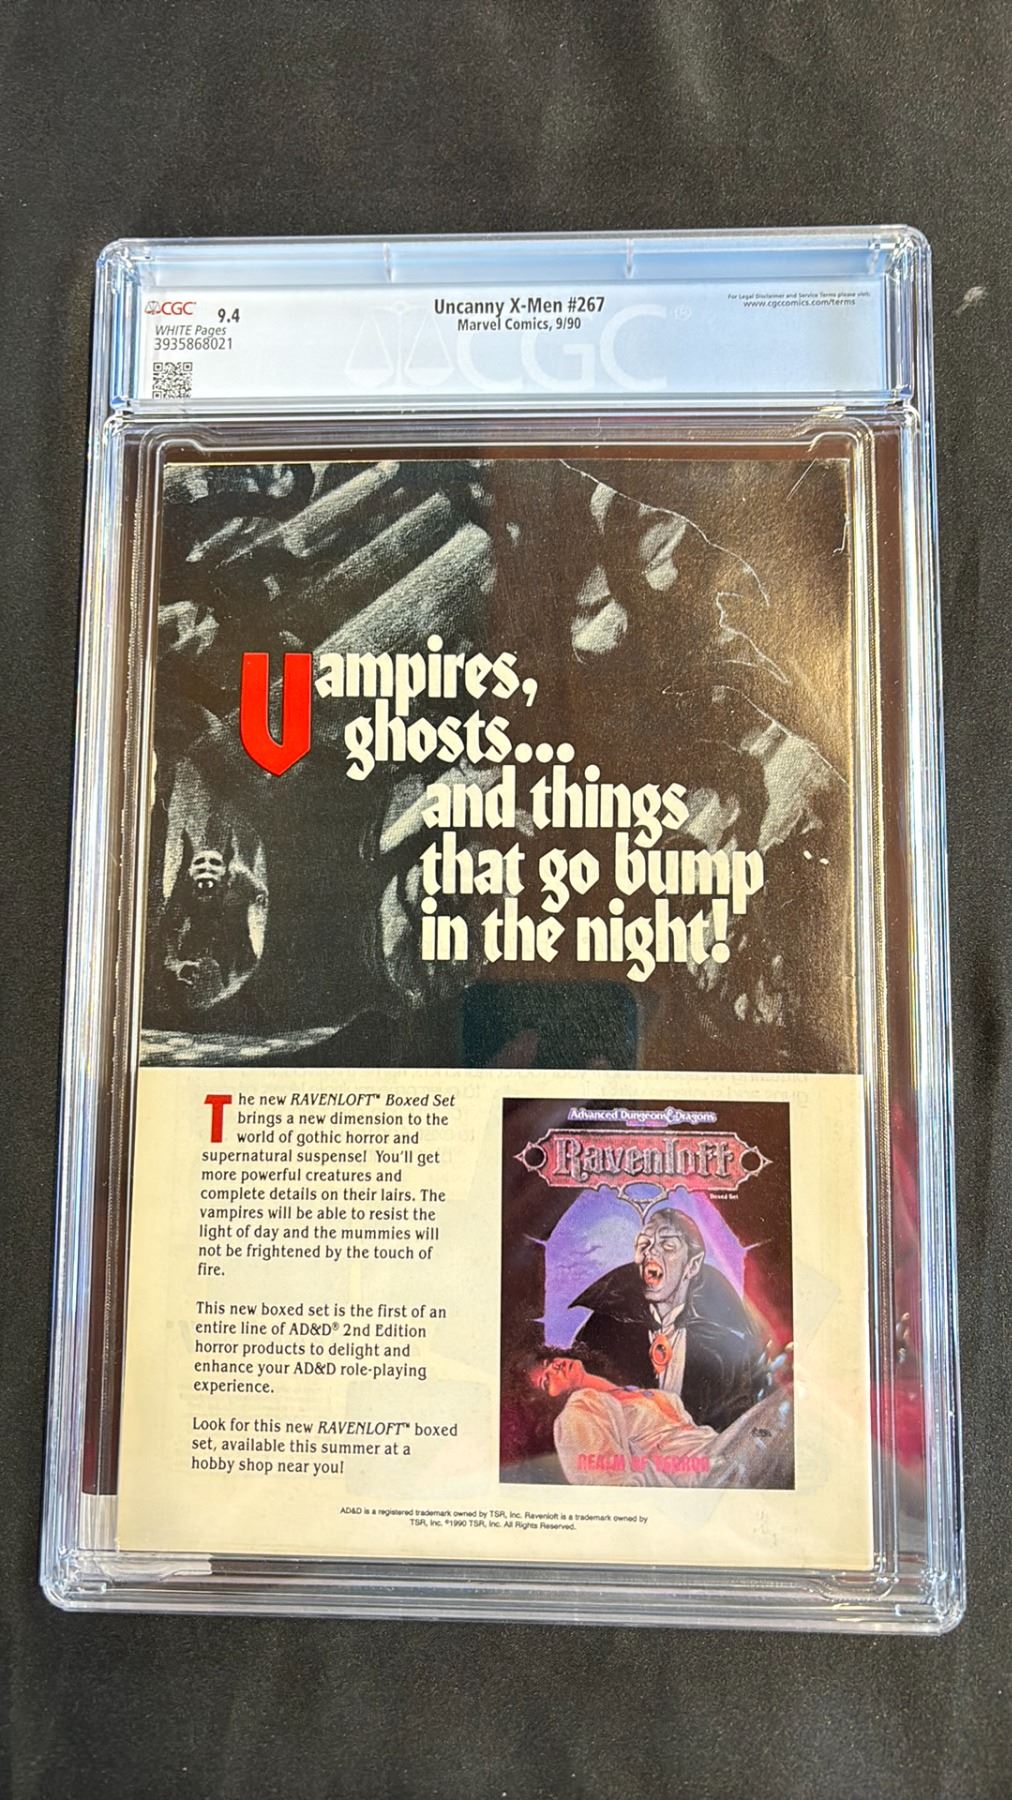 CGC 9.4
WHITE Pages
3935868021
Uncanny X-Men #267
Marvel Comics, 9/90
For Legal Disclaimer and Service Terms please visit:
www.cgccomics.com/terms
CGC®
Vampires,
ghosts...
and things
that go bump
in the night!
The new RAVENLOFT™ Boxed Set
brings a new dimension to the
world of gothic horror and
supernatural suspense! You'll get
more powerful creatures and
complete details on their lairs. The
vampires will be able to resist the
light of day and the mummies will
not be frightened by the touch of
fire.
This new boxed set is the first of an
entire line of AD&D® 2nd Edition
horror products to delight and
enhance your AD&D role-playing
experience.
Look for this new RAVENLOFT™ boxed
set, available this summer at a
hobby shop near you!
Advanced Dungeons & Dragons
Ravenloft
Boxed Set
REALM OF TERROR
AD&D is a registered trademark owned by TSR, Inc. Ravenloft is a trademark owned by
TSR, Inc. ©1990 TSR, Inc. All Rights Reserved.